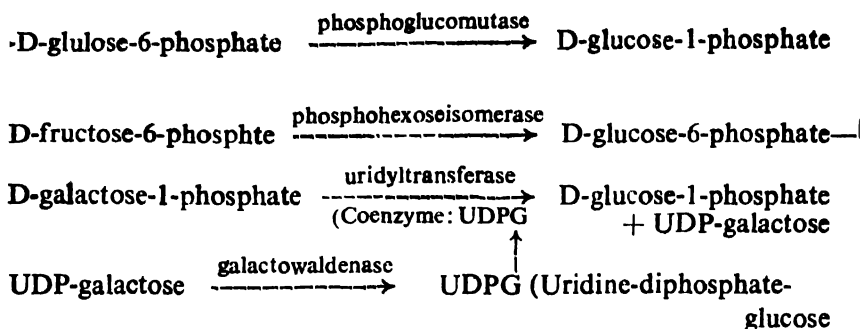 phosphoglucomutase
·D-glulose-6-phosphate D-glucose-1-phosphate
phosphohexoseisomerase
D-fructose-6-phosphte D-glucose-6-phosphate—
uridyltransferase
D-galactose-1-phosphate D-glucose-1-phosphate
(Coenzyme: UDPG + UDP-galactose
galactowaldenase
UDP-galactose UDPG (Uridine-diphosphate-
glucose